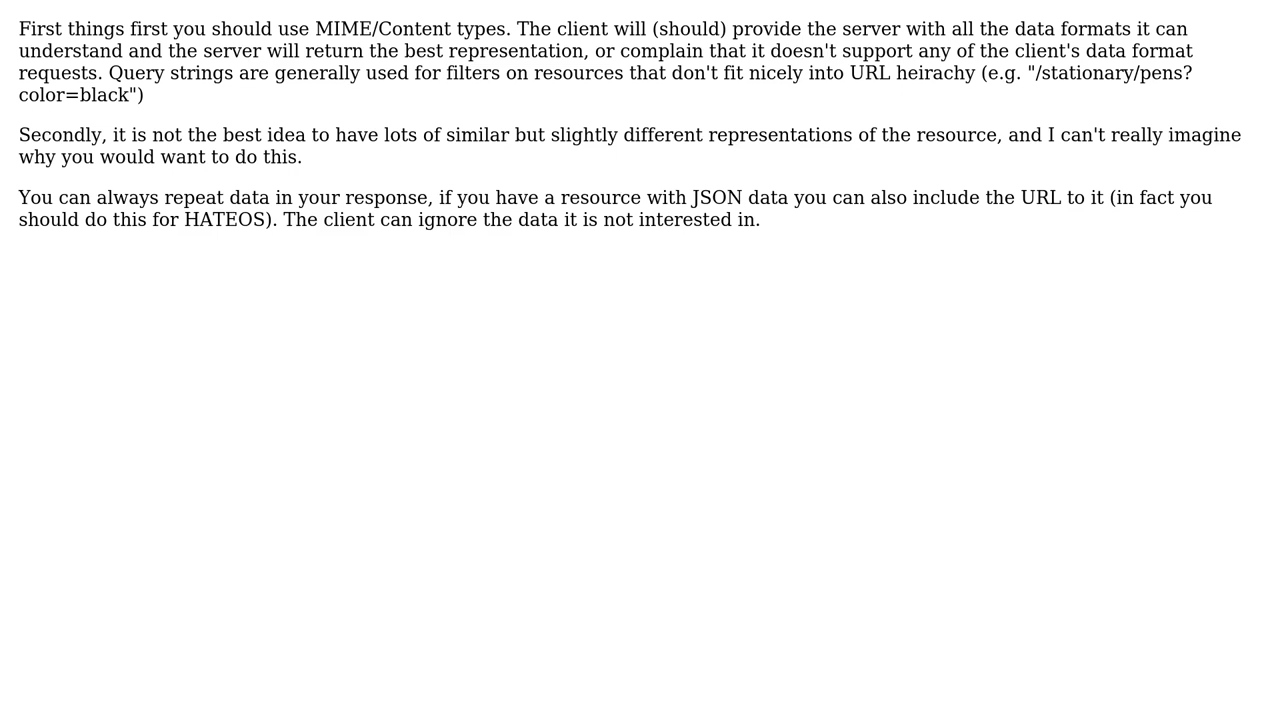 First things first you should use MIME/Content types. The client will (should) provide the server with all the data formats it can
understand and the server will return the best representation, or complain that it doesn't support any of the client's data format
requests. Query strings are generally used for filters on resources that don't fit nicely into URL heirachy (e.g. "/stationary/pens?
color=black")
Secondly, it is not the best idea to have lots of similar but slightly different representations of the resource, and I can't really imagine
why you would want to do this.
You can always repeat data in your response, if you have a resource with JSON data you can also include the URL to it (in fact you
should do this for HATEOS). The client can ignore the data it is not interested in.